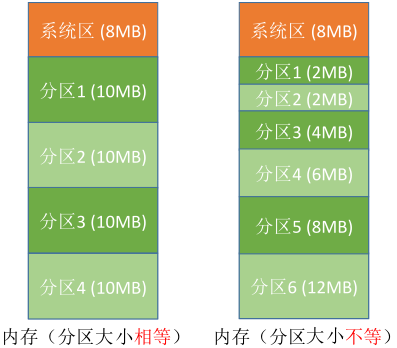 系统区 (8MB)
分区1 (10MB)
分区2 (10MB)
分区3 (10MB)
分区4 (10MB)
内存（分区大小相等）
系统区 (8MB)
分区1 (2MB)
分区2 (2MB)
分区3 (4MB)
分区4 (6MB)
分区5 (8MB)
分区6 (12MB)
内存（分区大小不等）